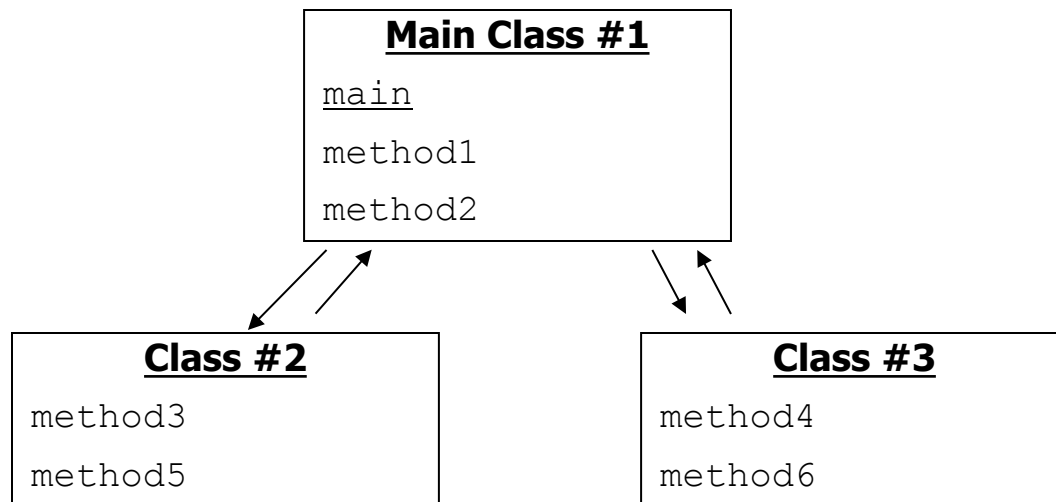 Main Class #1
main
method1
method2
Class #2
method3
method5
Class #3
method4
method6